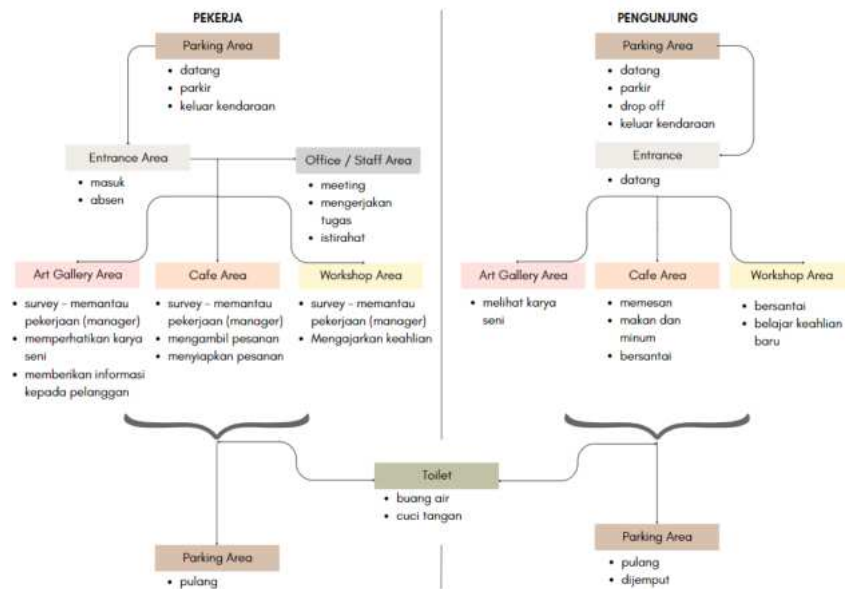 PEKERJA
Parking Area
datang
parkir
keluar kendaraan
Entrance Area
masuk
absen
Office / Staff Area
meeting
mengerjakan
tugas
istirahat
Art Gallery Area
survey - memantau
pekerjaan (manager)
memperhatikan karya
seni
memberikan informasi
kepada pelanggan
Cafe Area
survey - memantau
pekerjaan (manager)
mengambil pesanan
menyiapkan pesanan
Workshop Area
survey - memantau
pekerjaan (manager)
Mengajarkan keahlian
PENGUNJUNG
Parking Area
datang
parkir
drop off
keluar kendaraan
Entrance
datang
Art Gallery Area
melihat karya
seni
Cafe Area
memesan
makan dan
minum
bersantai
Workshop Area
bersantai
belajar keahlian
baru
Toilet
buang air
cuci tangan
Parking Area
pulang
Parking Area
pulang
dijemput